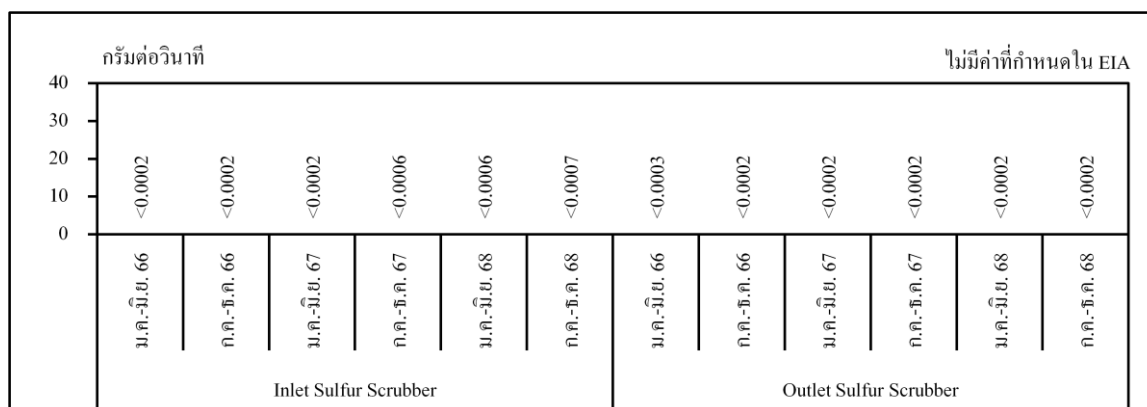 กรัมต่อวินาที
ไม่มีค่าที่กำหนดใน EIA
40
30
20
10
0
<0.0002
<0.0002
<0.0002
<0.0006
<0.0006
<0.0007
<0.0003
<0.0002
<0.0002
<0.0002
<0.0002
<0.0002
ม.ค.-มิ.ย. 66
ก.ค.-ธ.ค. 66
ม.ค.-มิ.ย. 67
ก.ค.-ธ.ค. 67
ม.ค.-มิ.ย. 68
ก.ค.-ธ.ค. 68
ม.ค.-มิ.ย. 66
ก.ค.-ธ.ค. 66
ม.ค.-มิ.ย. 67
ก.ค.-ธ.ค. 67
ม.ค.-มิ.ย. 68
ก.ค.-ธ.ค. 68
Inlet Sulfur Scrubber
Outlet Sulfur Scrubber